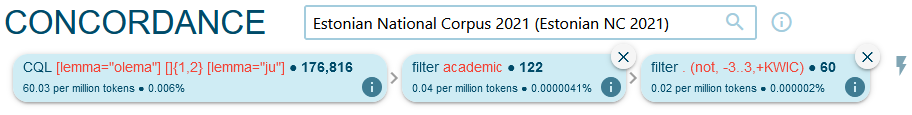 CONCORDANCE
Estonian National Corpus 2021 (Estonian NC 2021)
CQL [lemma="olema"] []{1,2} [lemma="ju"] ● 176,816
60.03 per million tokens ● 0.006%
filter academic ● 122
0.04 per million tokens ● 0.0000041%
filter . (not, -3..3,+KWIC) ● 60
0.02 per million tokens ● 0.000002%